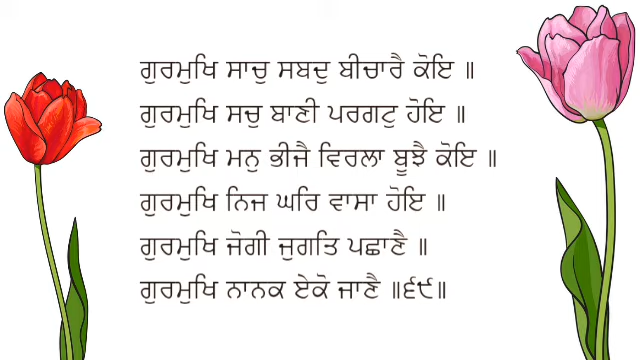 ਗੁਰਮੁਖਿ ਸਾਚੁ ਸਬਦੁ ਬੀਚਾਰੈ ਕੋਇ ॥
ਗੁਰਮੁਖਿ ਸਚੁ ਬਾਣੀ ਪਰਗਟੁ ਹੋਇ ॥
ਗੁਰਮੁਖਿ ਮਨੁ ਭੀਜੈ ਵਿਰਲਾ ਬੂਝੈ ਕੋਇ ॥
ਗੁਰਮੁਖਿ ਨਿਜ ਘਰਿ ਵਾਸਾ ਹੋਇ ॥
ਗੁਰਮੁਖਿ ਜੋਗੀ ਜੁਗਤਿ ਪਛਾਣੈ ॥
ਗੁਰਮੁਖਿ ਨਾਨਕ ਏਕੋ ਜਾਣੈ ॥੬੯॥